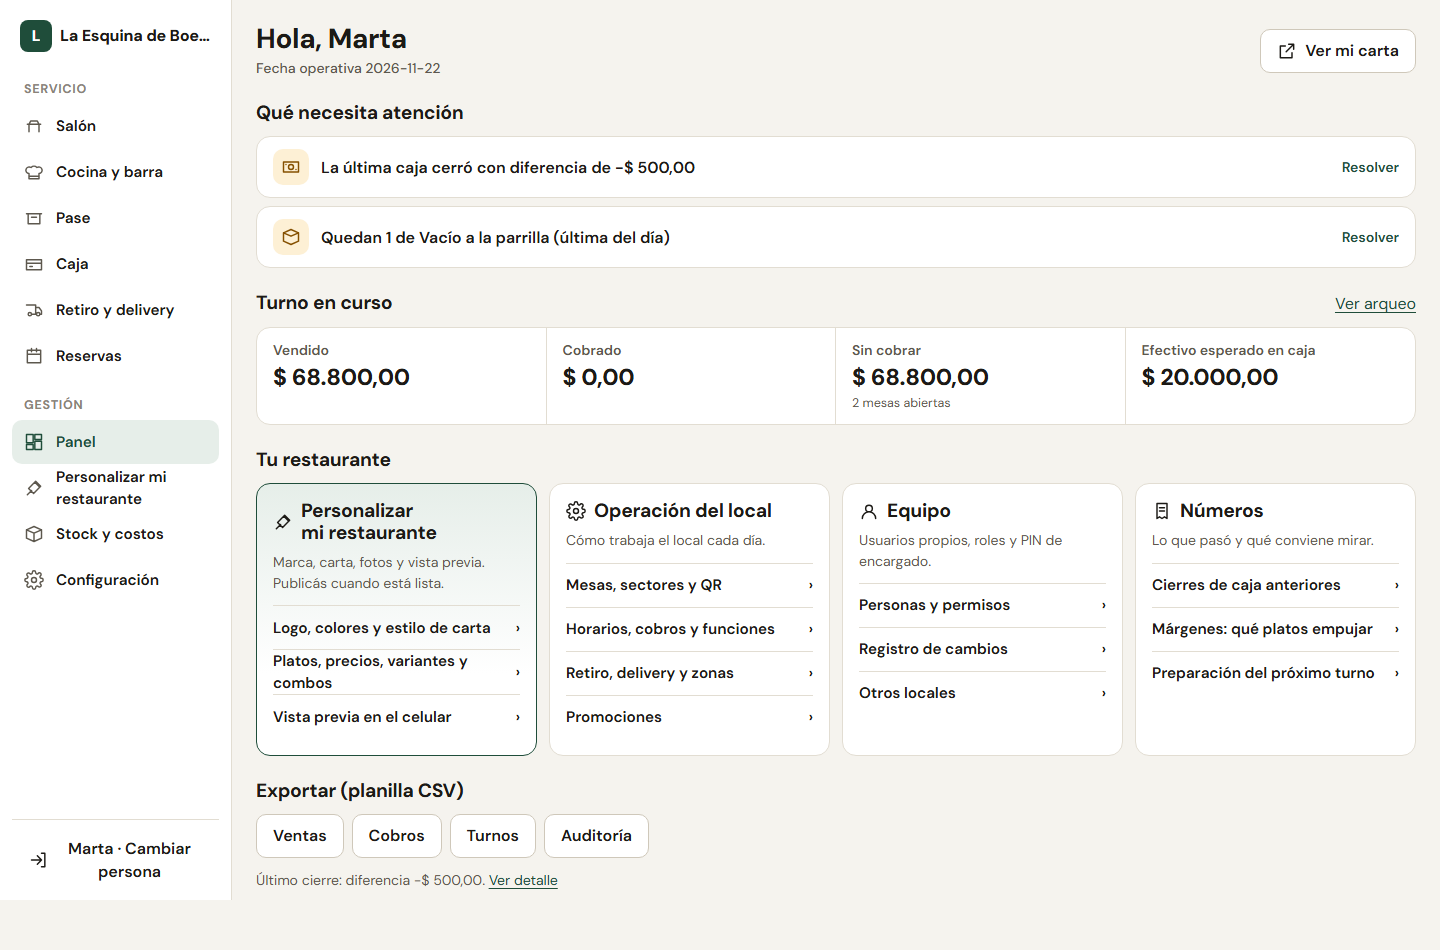 L
La Esquina de Boe...
SERVICIO
Salón
Cocina y barra
Pase
Caja
Retiro y delivery
Reservas
GESTIÓN
Panel
Personalizar mi
restaurante
Stock y costos
Configuración
Marta · Cambiar
persona
Hola, Marta
Fecha operativa 2026-11-22
Ver mi carta
Qué necesita atención
La última caja cerró con diferencia de -$ 500,00
Resolver
Quedan 1 de Vacío a la parrilla (última del día)
Resolver
Turno en curso
Ver arqueo
Vendido
$ 68.800,00
Cobrado
$ 0,00
Sin cobrar
$ 68.800,00
2 mesas abiertas
Efectivo esperado en caja
$ 20.000,00
Tu restaurante
Personalizar
mi restaurante
Marca, carta, fotos y vista previa.
Publicás cuando está lista.
Logo, colores y estilo de carta ›
Platos, precios, variantes y
combos ›
Vista previa en el celular ›
Operación del local
Cómo trabaja el local cada día.
Mesas, sectores y QR ›
Horarios, cobros y funciones ›
Retiro, delivery y zonas ›
Promociones ›
Equipo
Usuarios propios, roles y PIN de
encargado.
Personas y permisos ›
Registro de cambios ›
Otros locales ›
Números
Lo que pasó y qué conviene mirar.
Cierres de caja anteriores ›
Márgenes: qué platos empujar ›
Preparación del próximo turno ›
Exportar (planilla CSV)
Ventas
Cobros
Turnos
Auditoría
Último cierre: diferencia -$ 500,00. Ver detalle